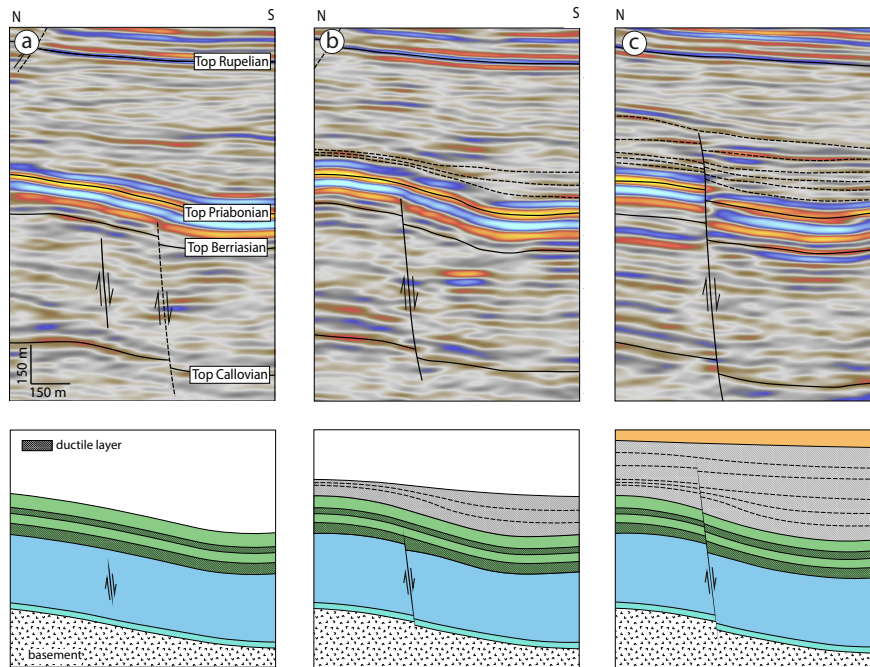 N S N S N S
a b c
Top Rupelian
Top Priabonian
Top Berriasian
Top Callovian
150 m
150 m
ductile layer
basement